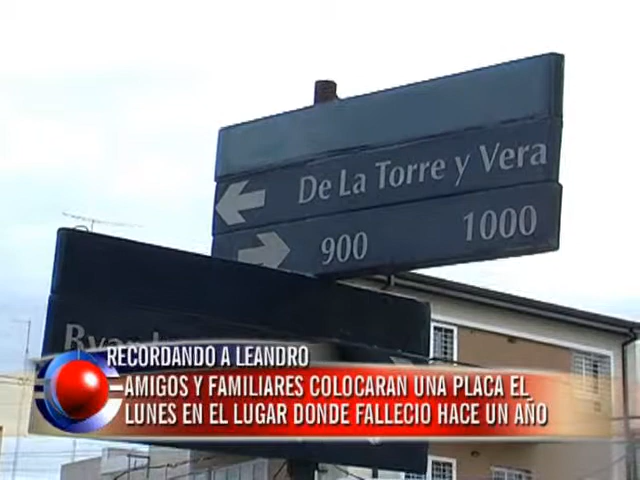 De La Torre y Vera
900 1000
RECORDANDO A LEANDRO
AMIGOS Y FAMILIARES COLOCARAN UNA PLACA EL
LUNES EN EL LUGAR DONDE FALLECIO HACE UN AÑO